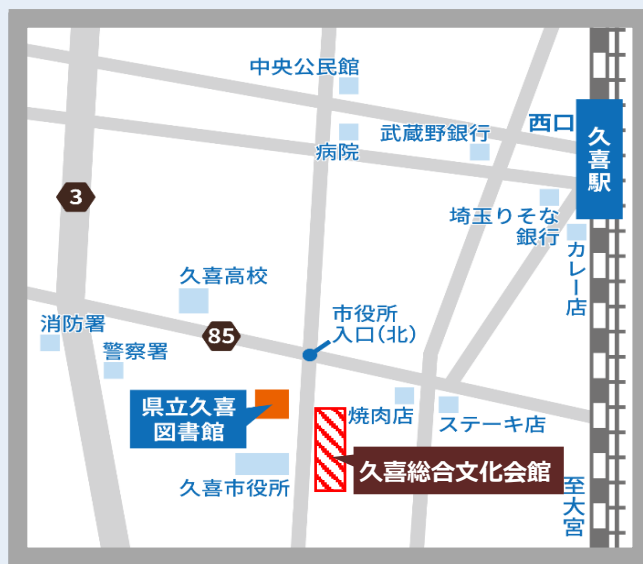 中央公民館
西口
久喜駅
武蔵野銀行
病院
3
埼玉りそな
銀行
カレー店
久喜高校
市役所
入口(北)
消防署
85
警察署
県立久喜
図書館
焼肉店
ステーキ店
久喜総合文化会館
久喜市役所
至大宮